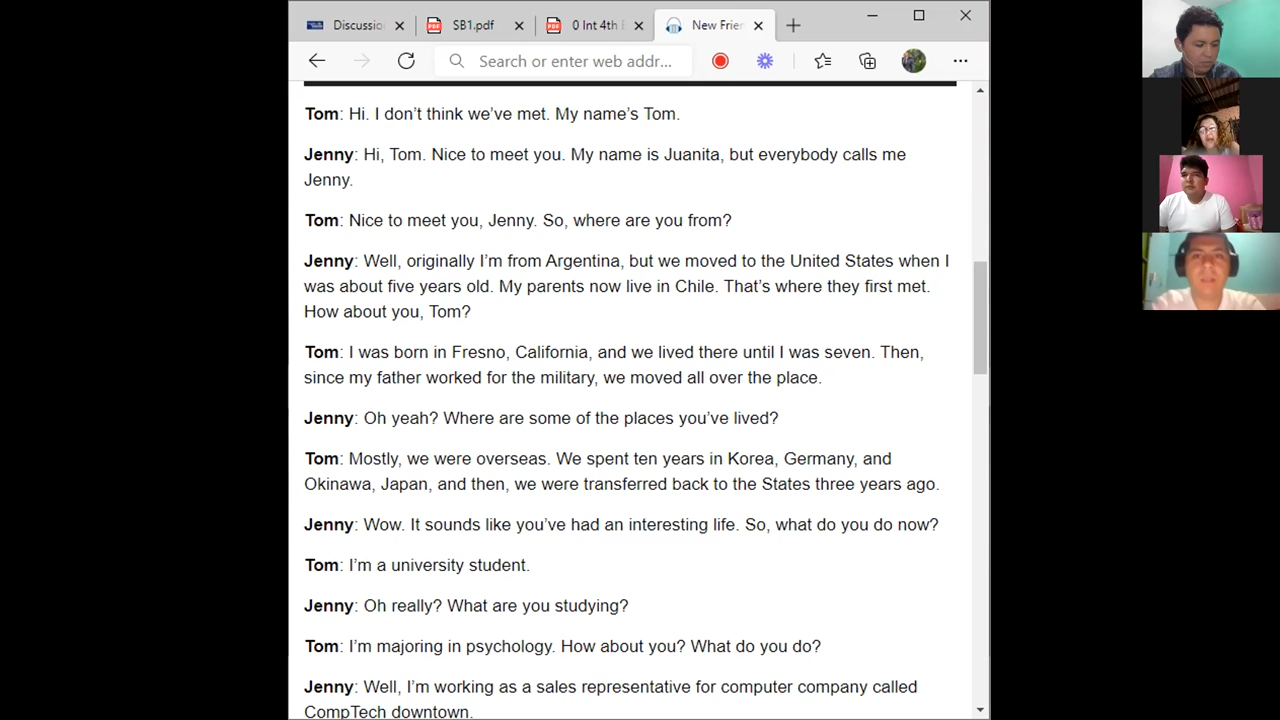 Discussio
SB1.pdf
0 Int 4th E
New Frien
Search or enter web addr...
Tom: Hi. I don’t think we’ve met. My name’s Tom.
Jenny: Hi, Tom. Nice to meet you. My name is Juanita, but everybody calls me
Jenny.
Tom: Nice to meet you, Jenny. So, where are you from?
Jenny: Well, originally I’m from Argentina, but we moved to the United States when I
was about five years old. My parents now live in Chile. That’s where they first met.
How about you, Tom?
Tom: I was born in Fresno, California, and we lived there until I was seven. Then,
since my father worked for the military, we moved all over the place.
Jenny: Oh yeah? Where are some of the places you’ve lived?
Tom: Mostly, we were overseas. We spent ten years in Korea, Germany, and
Okinawa, Japan, and then, we were transferred back to the States three years ago.
Jenny: Wow. It sounds like you’ve had an interesting life. So, what do you do now?
Tom: I’m a university student.
Jenny: Oh really? What are you studying?
Tom: I’m majoring in psychology. How about you? What do you do?
Jenny: Well, I’m working as a sales representative for computer company called
CompTech downtown.